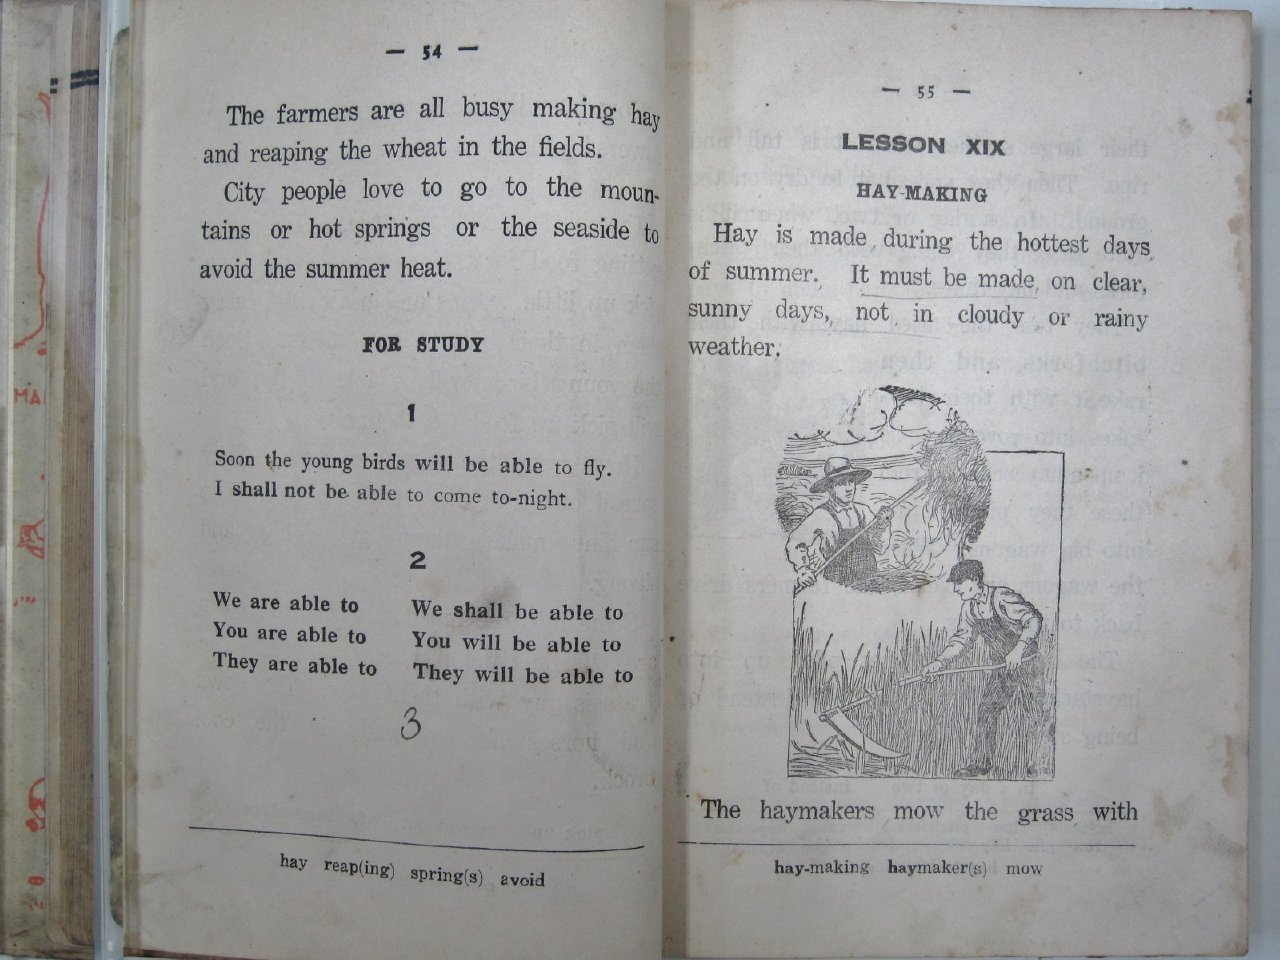 — 54 —
The farmers are all busy making hay
and reaping the wheat in the fields.
City people love to go to the moun-
tains or hot springs or the seaside to
avoid the summer heat.
FOR STUDY
1
Soon the young birds will be able to fly.
I shall not be able to come to-night.
2
We are able to We shall be able to
You are able to You will be able to
They are able to They will be able to
3
hay reap(ing) spring(s) avoid
— 55 —
LESSON XIX
HAY-MAKING
Hay is made during the hottest days
of summer. It must be made on clear,
sunny days, not in cloudy or rainy
weather.
The haymakers mow the grass with
hay-making haymaker(s) mow
MA